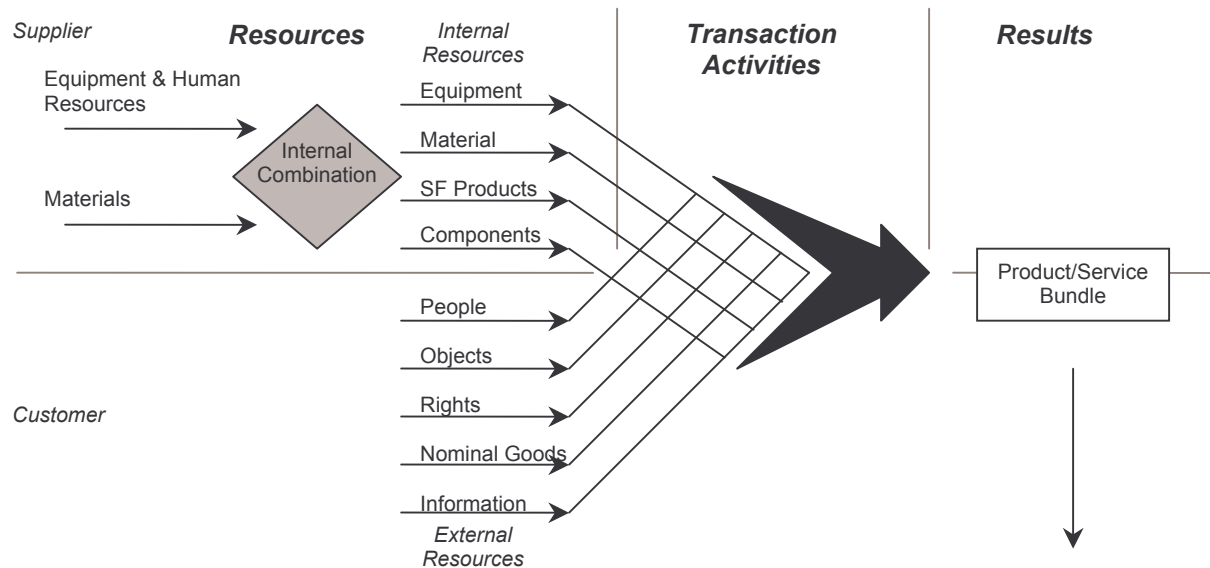 Supplier
Resources
Internal
Resources
Transaction
Activities
Results
Equipment & Human
Resources
Materials
Internal
Combination
Equipment
Material
SF Products
Components
People
Objects
Rights
Nominal Goods
Information
External
Resources
Customer
Product/Service
Bundle